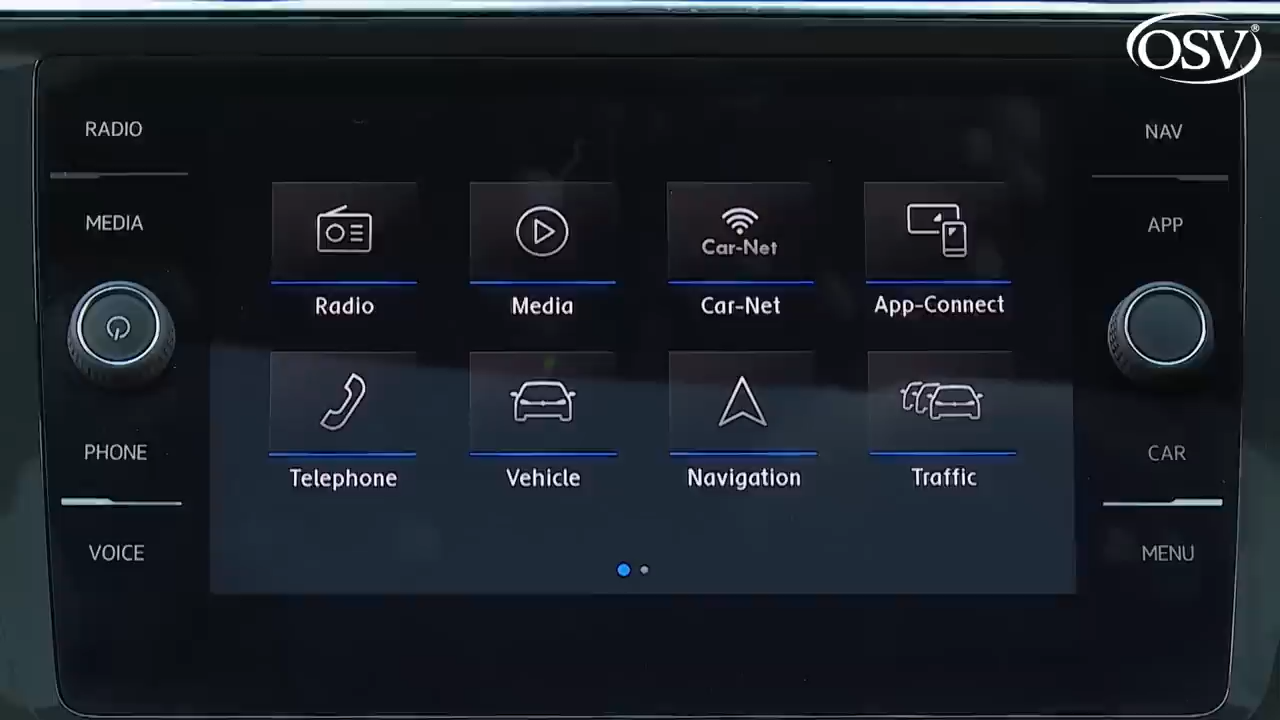 OSV®
RADIO
NAV
MEDIA
APP
Car-Net
Radio
Media
Car-Net
App-Connect
PHONE
CAR
Telephone
Vehicle
Navigation
Traffic
VOICE
MENU